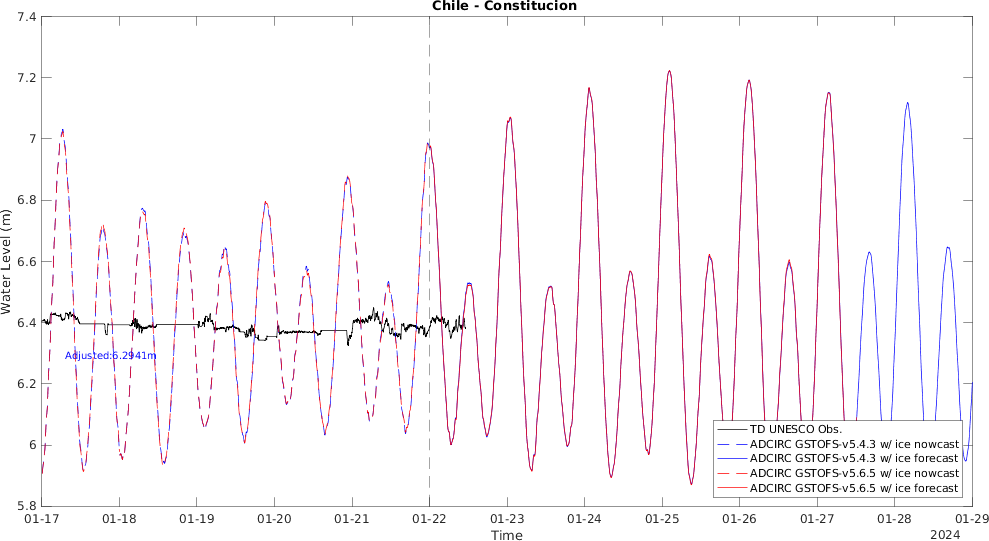 Chile - Constitucion
Water Level (m)
7.4
7.2
7
6.8
6.6
6.4
6.2
6
5.8
Adjusted:6.2941m
TD UNESCO Obs.
ADCIRC GSTOFS-v5.4.3 w/ ice nowcast
ADCIRC GSTOFS-v5.4.3 w/ ice forecast
ADCIRC GSTOFS-v5.6.5 w/ ice nowcast
ADCIRC GSTOFS-v5.6.5 w/ ice forecast
01-17 01-18 01-19 01-20 01-21 01-22 01-23 01-24 01-25 01-26 01-27 01-28 01-29
Time
2024